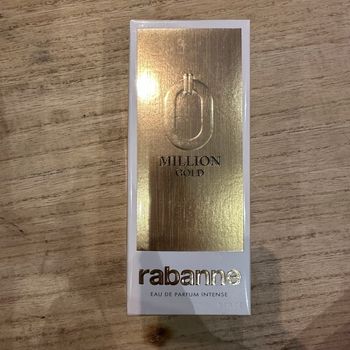 MILLION
GOLD
rabanne
EAU DE PARFUM INTENSE